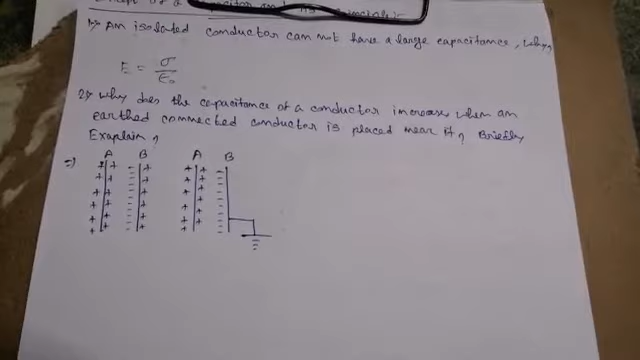 1) An isolated conductor can not have a large capacitance, why,
E = σ/ε₀
2) Why does the capacitance of a conductor increase when an
earthed connected conductor is placed near it, Briefly
Exaplain,
=) A B A B